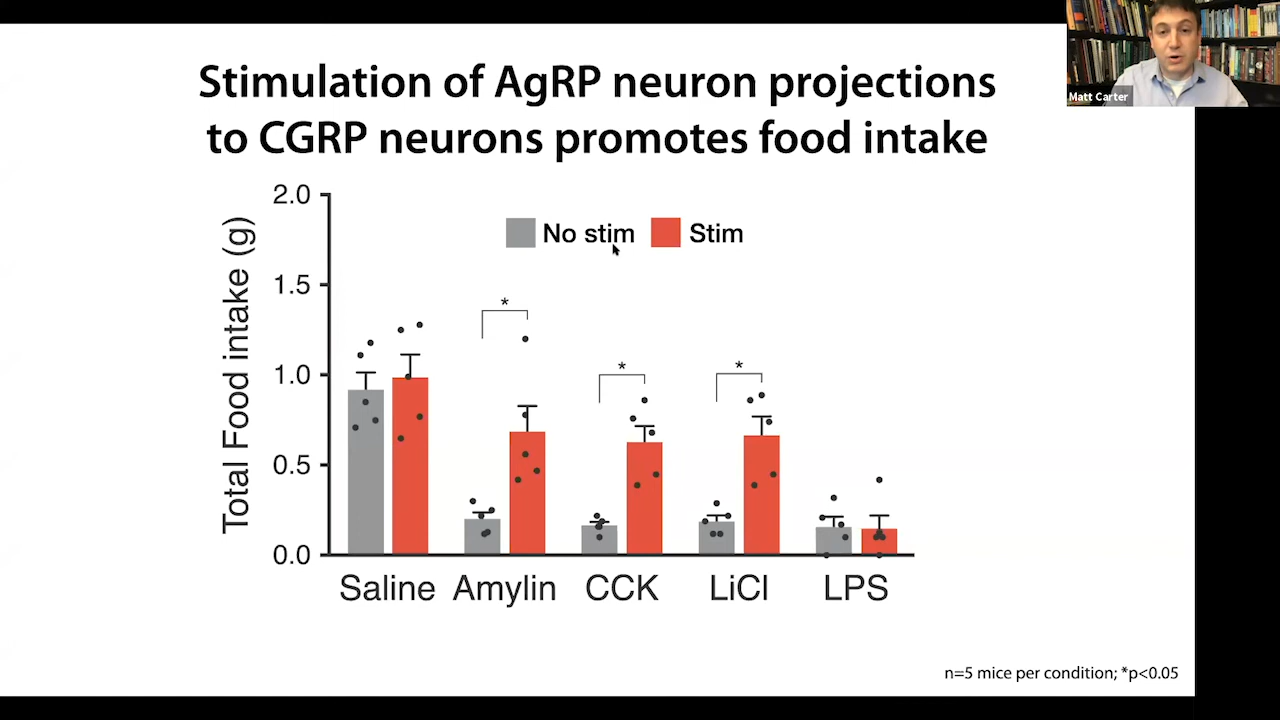 Stimulation of AgRP neuron projections
to CGRP neurons promotes food intake
Matt Carter
Total Food intake (g)
2.0
1.5
1.0
0.5
0.0
No stim
Stim
*
*
*
Saline
Amylin
CCK
LiCl
LPS
n=5 mice per condition; *p<0.05